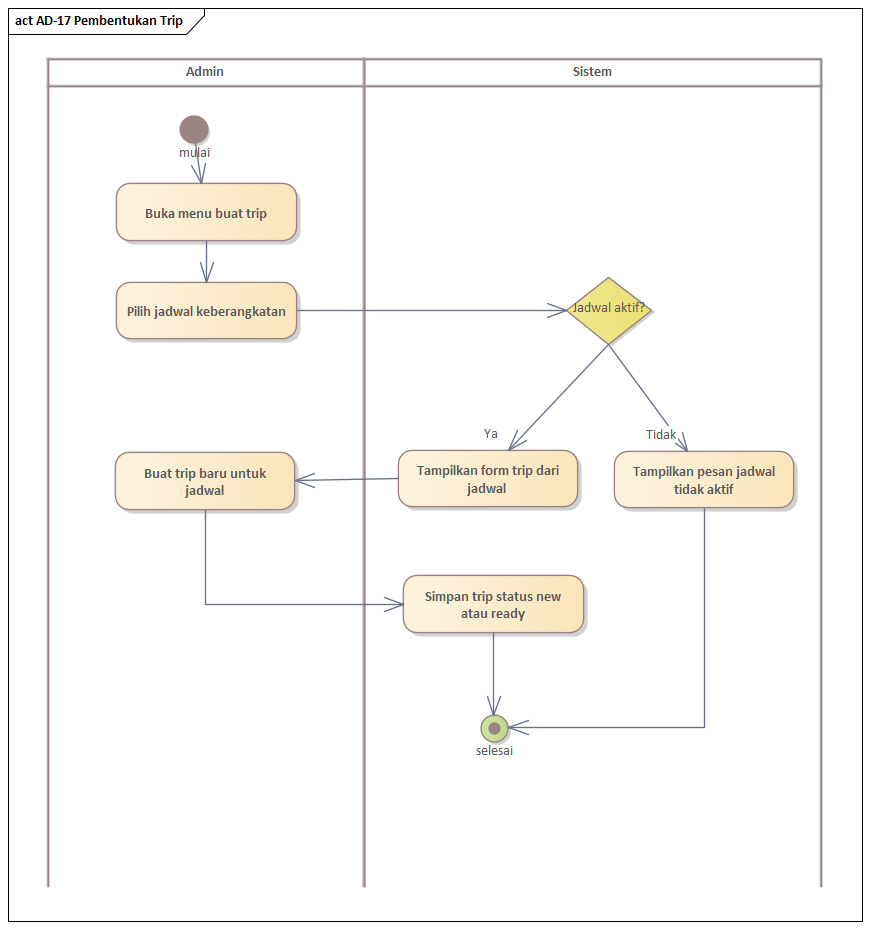 act AD-17 Pembentukan Trip
Admin
Sistem
mulai
Buka menu buat trip
Pilih jadwal keberangkatan
Jadwal aktif?
Ya
Tidak
Buat trip baru untuk
jadwal
Tampilkan form trip dari
jadwal
Tampilkan pesan jadwal
tidak aktif
Simpan trip status new
atau ready
selesai